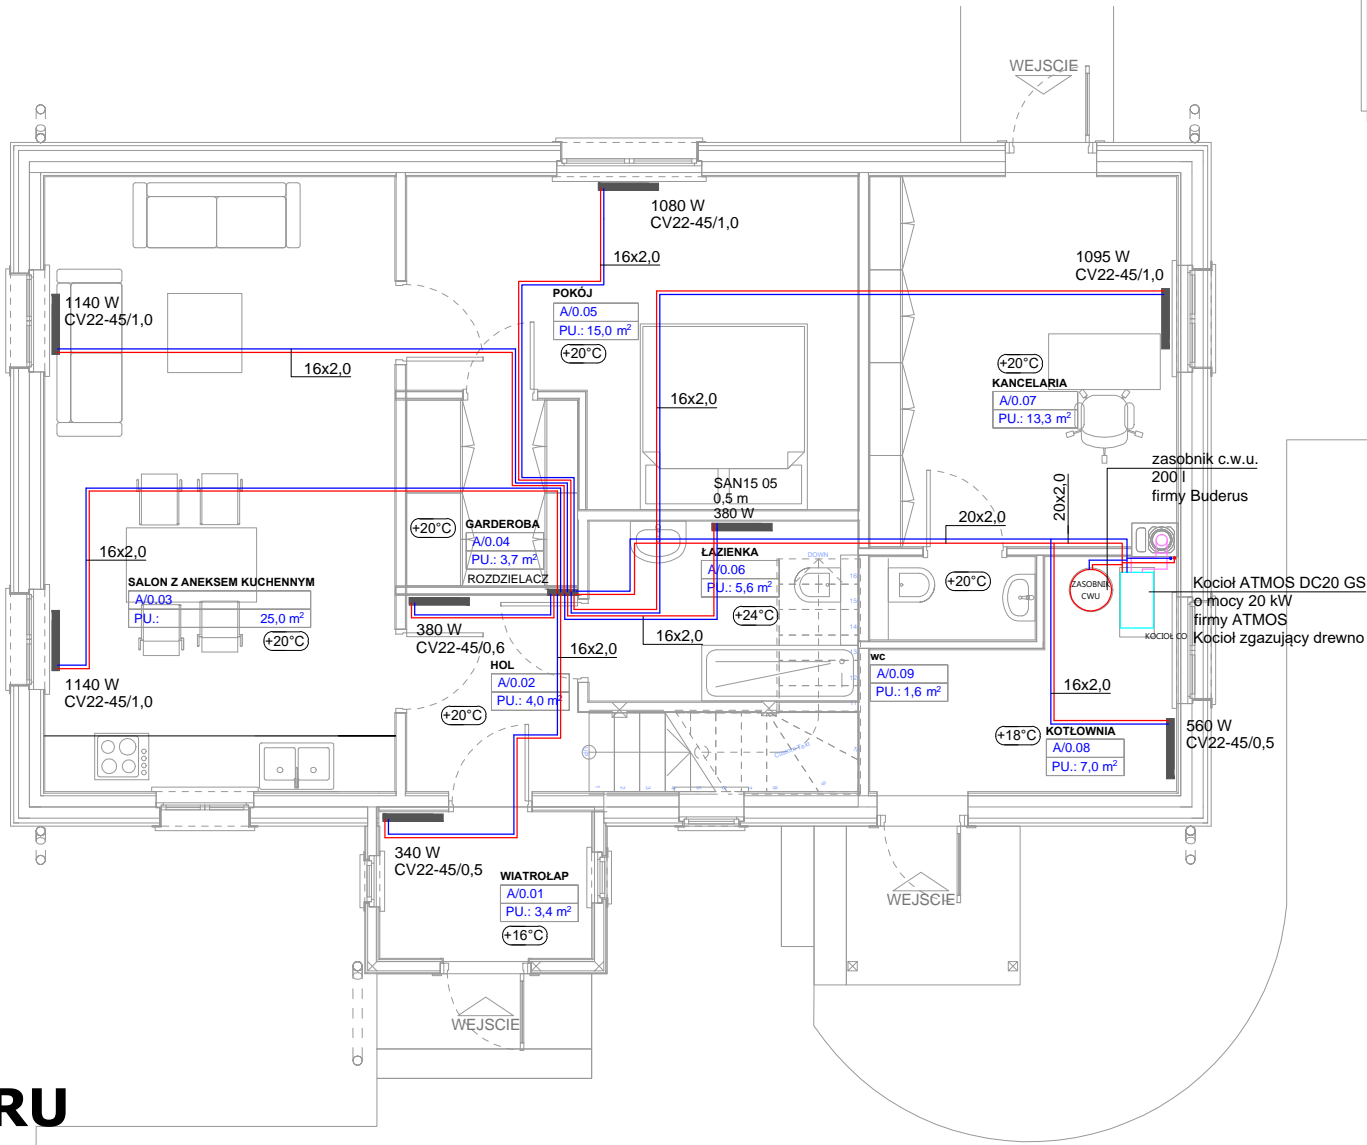 WEJSCIE
1080 W
CV22-45/1,0
16x2,0
1095 W
CV22-45/1,0
1140 W
CV22-45/1,0
16x2,0
POKÓJ
A/0.05
PU.: 15,0 m²
+20°C
16x2,0
+20°C
KANCELARIA
A/0.07
PU.: 13,3 m²
zasobnik c.w.u.
200 l
firmy Buderus
SAN15 05
0,5 m
380 W
20x2,0
20x2,0
+20°C
GARDEROBA
A/0.04
PU.: 3,7 m²
ROZDZIELACZ
16x2,0
SALON Z ANEKSEM KUCHENNYM
A/0.03
PU.: 25,0 m²
+20°C
ŁAZIENKA
A/0.06
PU.: 5,6 m²
+24°C
DOWN
16
15
14
13
12
+20°C
ZASOBNIK
CWU
Kocioł ATMOS DC20 GS
o mocy 20 kW
firmy ATMOS
Kocioł zgazujący drewno
KOCIOŁ CO
380 W
CV22-45/0,6
16x2,0
16x2,0
HOL
A/0.02
PU.: 4,0 m²
+20°C
wc
A/0.09
PU.: 1,6 m²
1140 W
CV22-45/1,0
16x2,0
+18°C
KOTŁOWNIA
A/0.08
PU.: 7,0 m²
560 W
CV22-45/0,5
340 W
CV22-45/0,5
WIATROŁAP
A/0.01
PU.: 3,4 m²
+16°C
WEJSCIE
WEJSCIE
RU